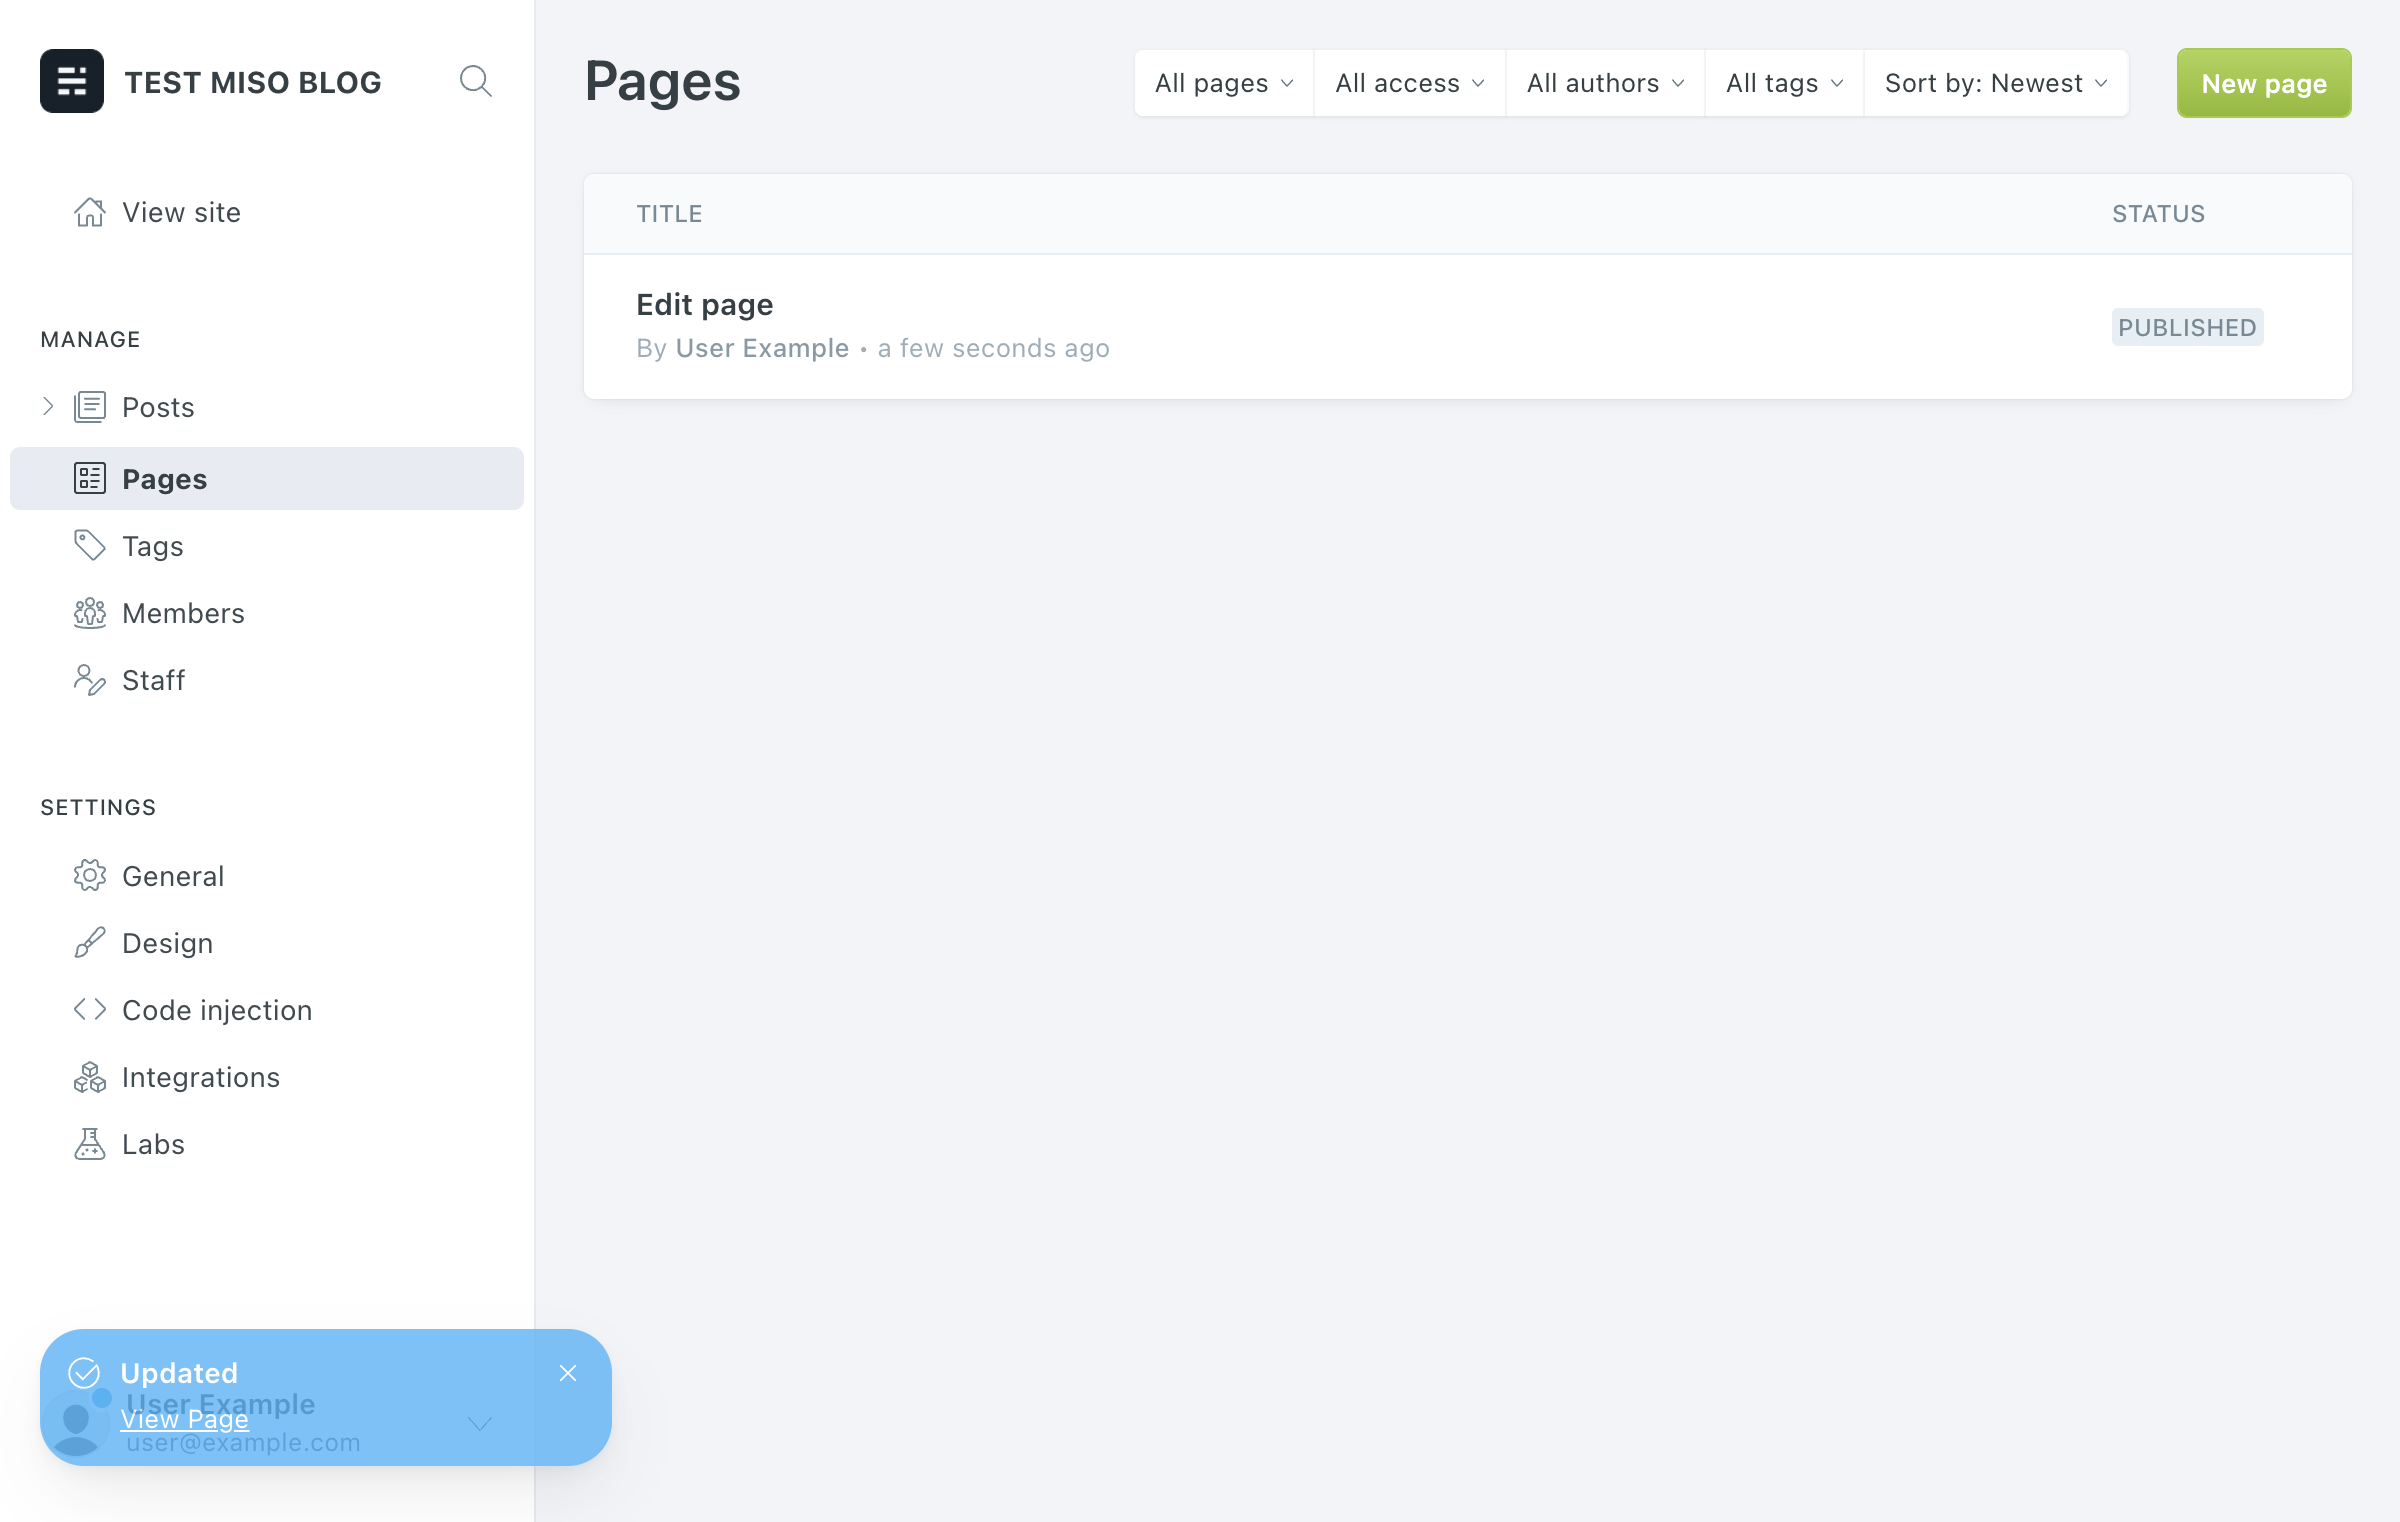 TEST MISO BLOG
View site
MANAGE
Posts
Pages
Tags
Members
Staff
SETTINGS
General
Design
Code injection
Integrations
Labs
Updated
User Example
View Page
user@example.com
Pages
All pages
All access
All authors
All tags
Sort by: Newest
New page
TITLE
STATUS
Edit page
By User Example • a few seconds ago
PUBLISHED